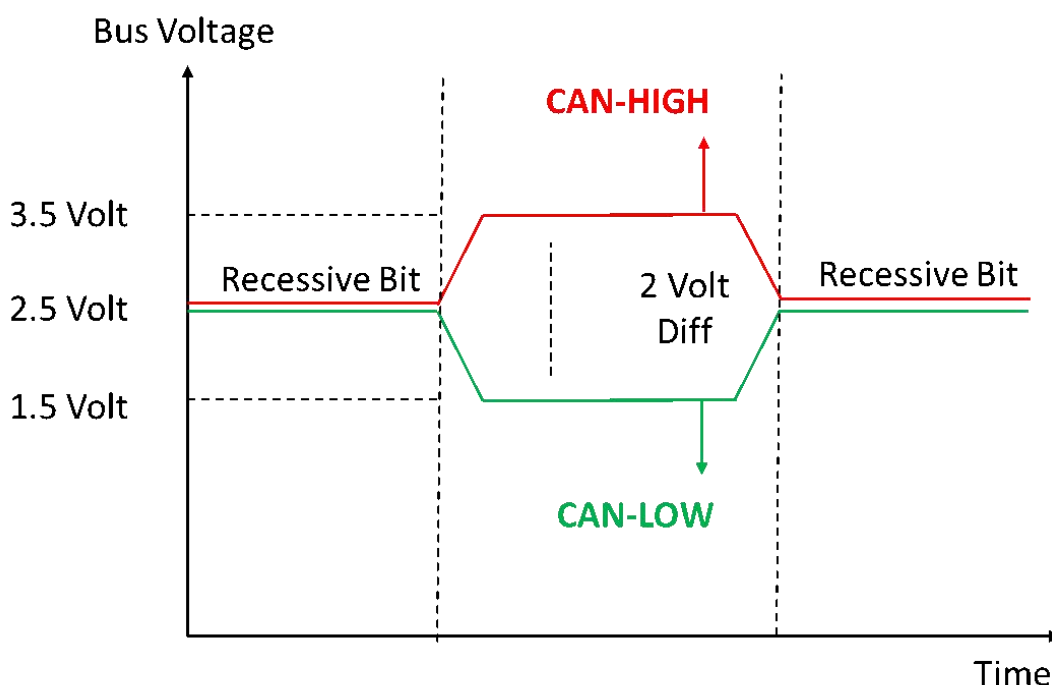 Bus Voltage
CAN-HIGH
3.5 Volt
Recessive Bit
2 Volt
Diff
Recessive Bit
2.5 Volt
1.5 Volt
CAN-LOW
Time